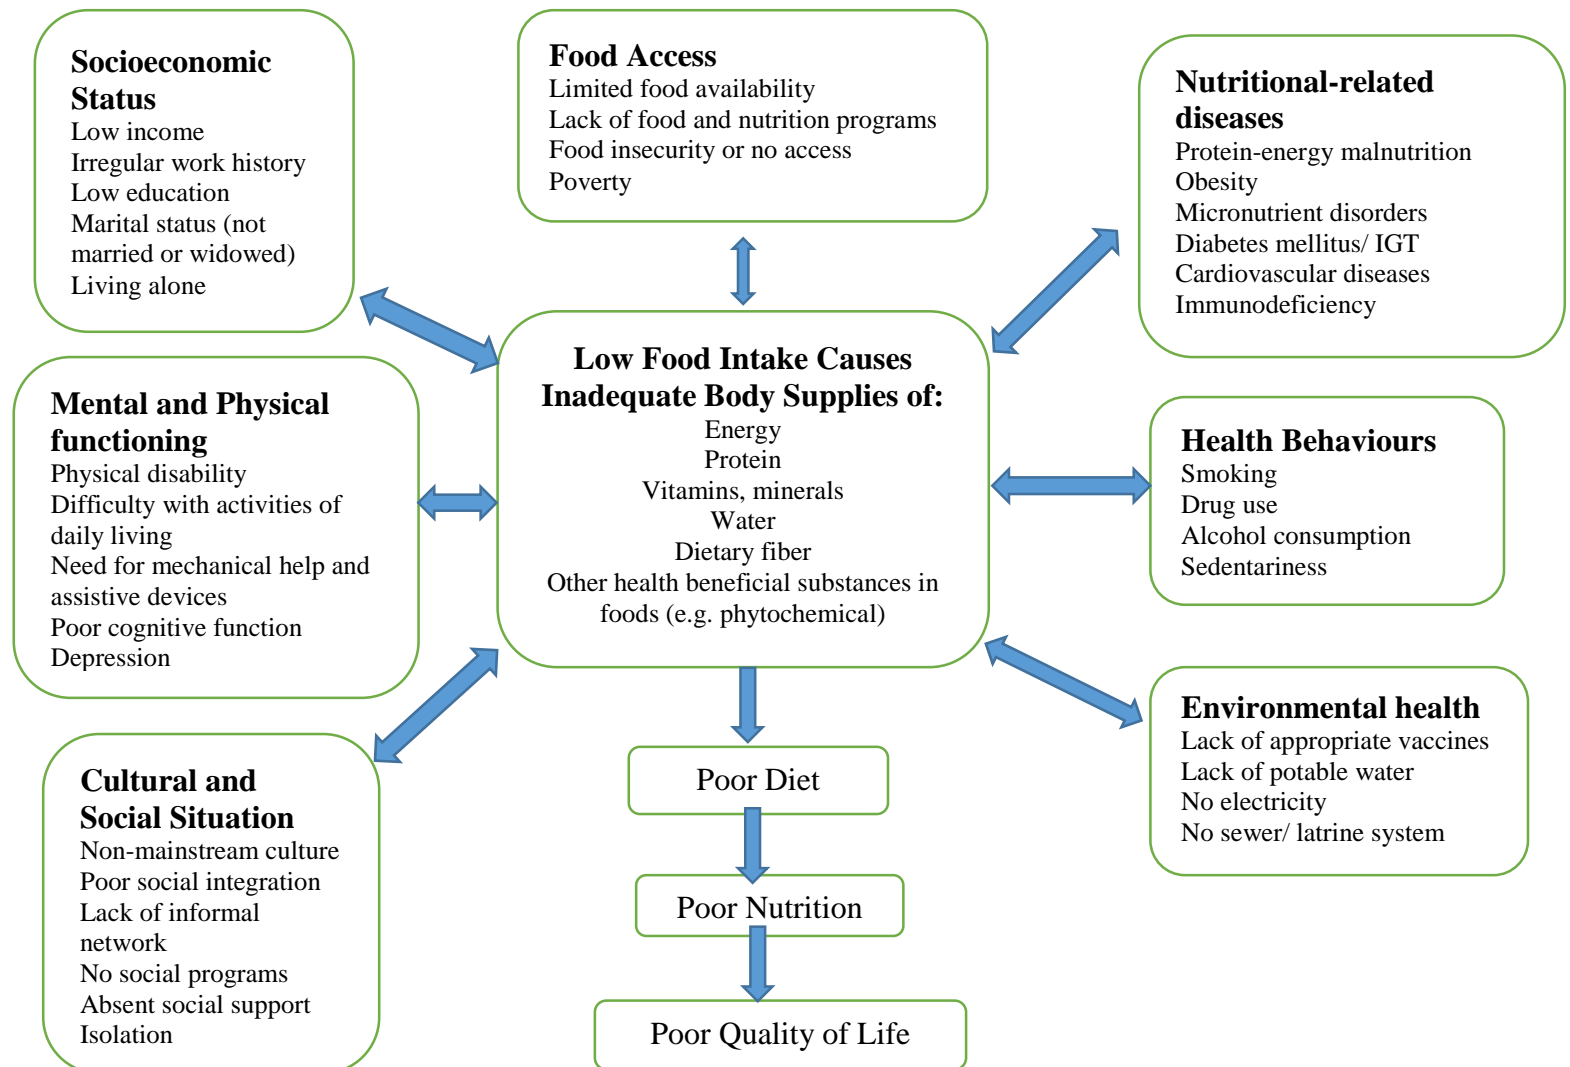 Socioeconomic
Status
Low income
Irregular work history
Low education
Marital status (not
married or widowed)
Living alone
Food Access
Limited food availability
Lack of food and nutrition programs
Food insecurity or no access
Poverty
Nutritional-related
diseases
Protein-energy malnutrition
Obesity
Micronutrient disorders
Diabetes mellitus/ IGT
Cardiovascular diseases
Immunodeficiency
Mental and Physical
functioning
Physical disability
Difficulty with activities of
daily living
Need for mechanical help and
assistive devices
Poor cognitive function
Depression
Low Food Intake Causes
Inadequate Body Supplies of:
Energy
Protein
Vitamins, minerals
Water
Dietary fiber
Other health beneficial substances in
foods (e.g. phytochemical)
Health Behaviours
Smoking
Drug use
Alcohol consumption
Sedentariness
Cultural and
Social Situation
Non-mainstream culture
Poor social integration
Lack of informal
network
No social programs
Absent social support
Isolation
Environmental health
Lack of appropriate vaccines
Lack of potable water
No electricity
No sewer/ latrine system
Poor Diet
Poor Nutrition
Poor Quality of Life